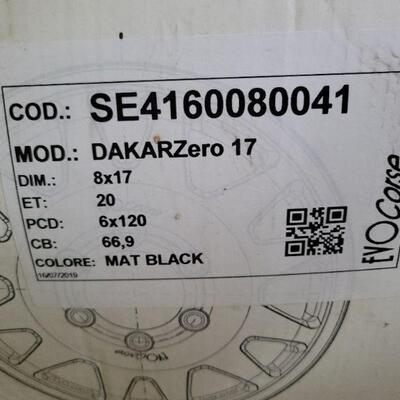 COD.: SE4160080041
MOD.: DAKARZero 17
DIM.: 8x17
ET: 20
PCD: 6x120
CB: 66,9
COLORE: MAT BLACK
16/07/2019
EVOCorse
EVOCorse